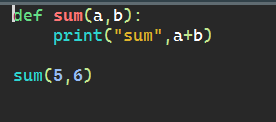 def sum(a,b):
    print("sum",a+b)

sum(5,6)